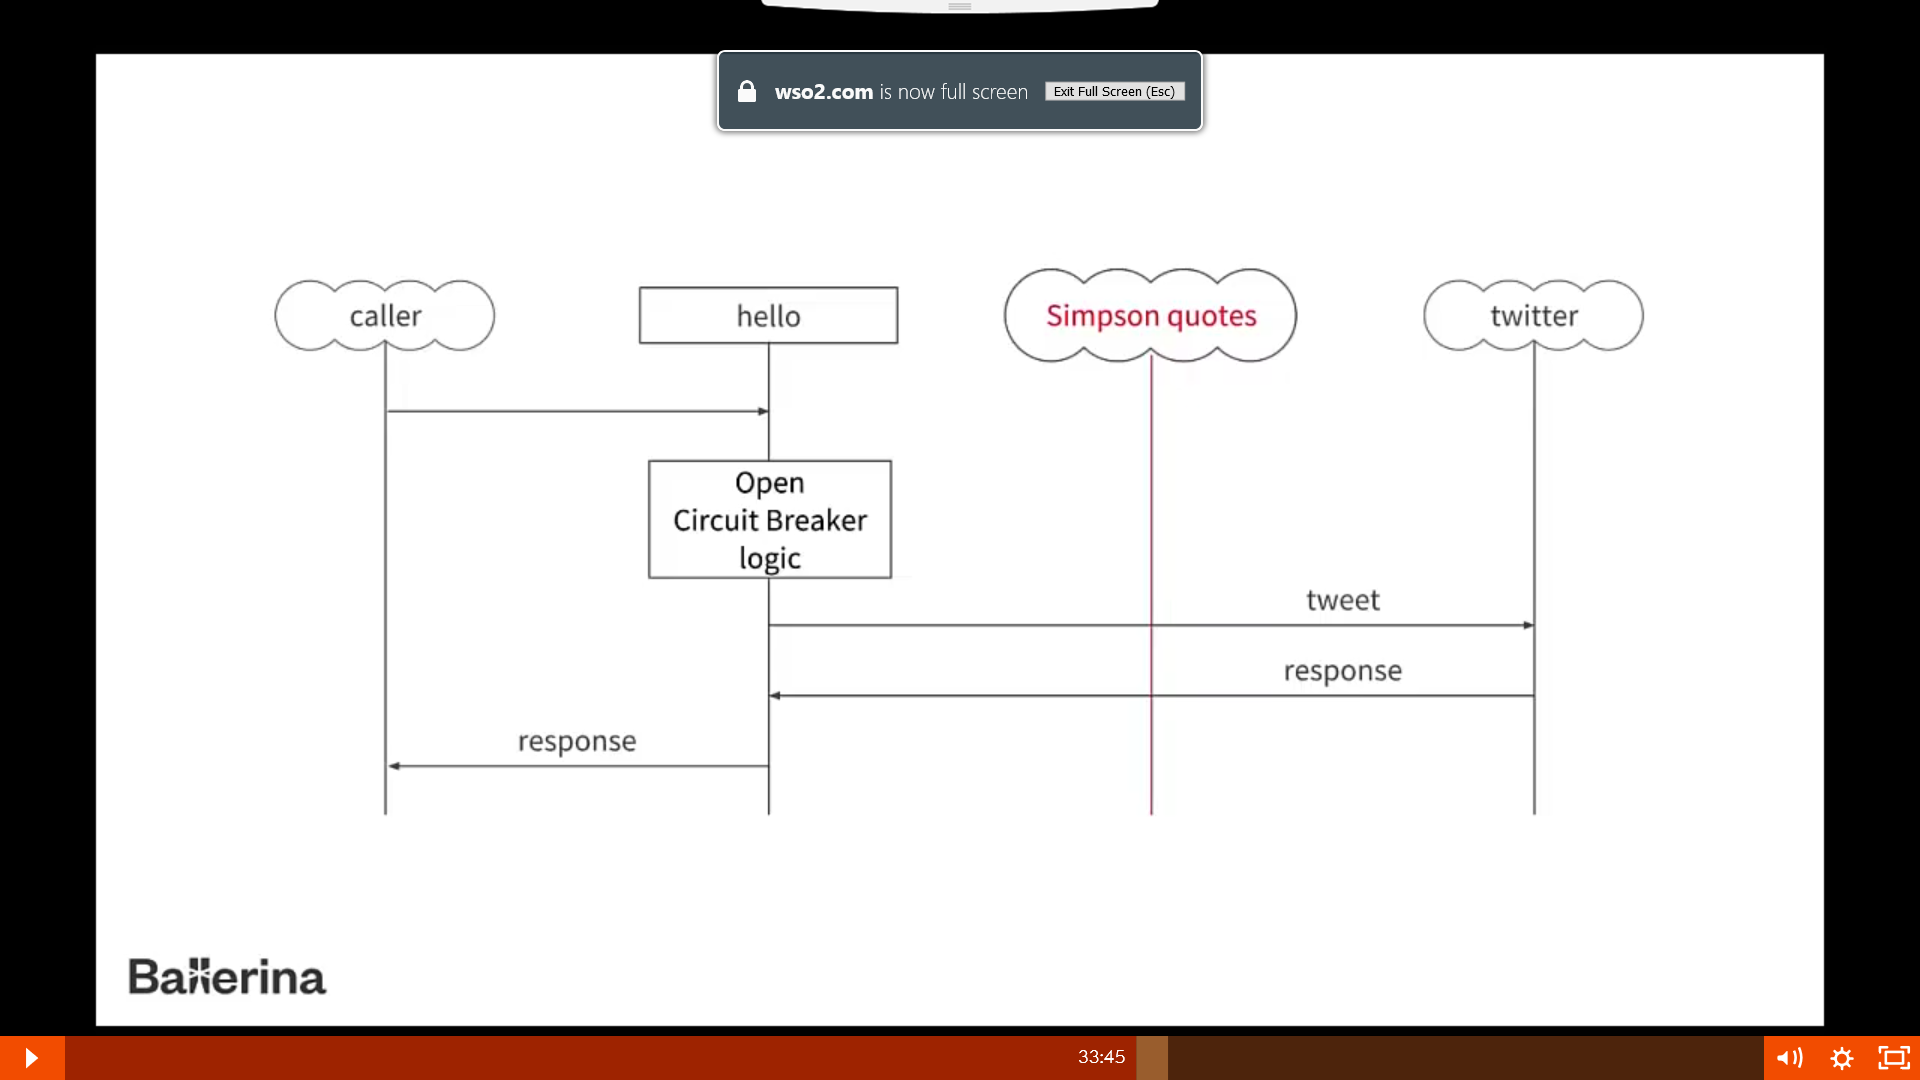 wso2.com is now full screen Exit Full Screen (Esc)
caller hello Simpson quotes twitter
Open
Circuit Breaker
logic
tweet
response
response
Ballerina
33:45